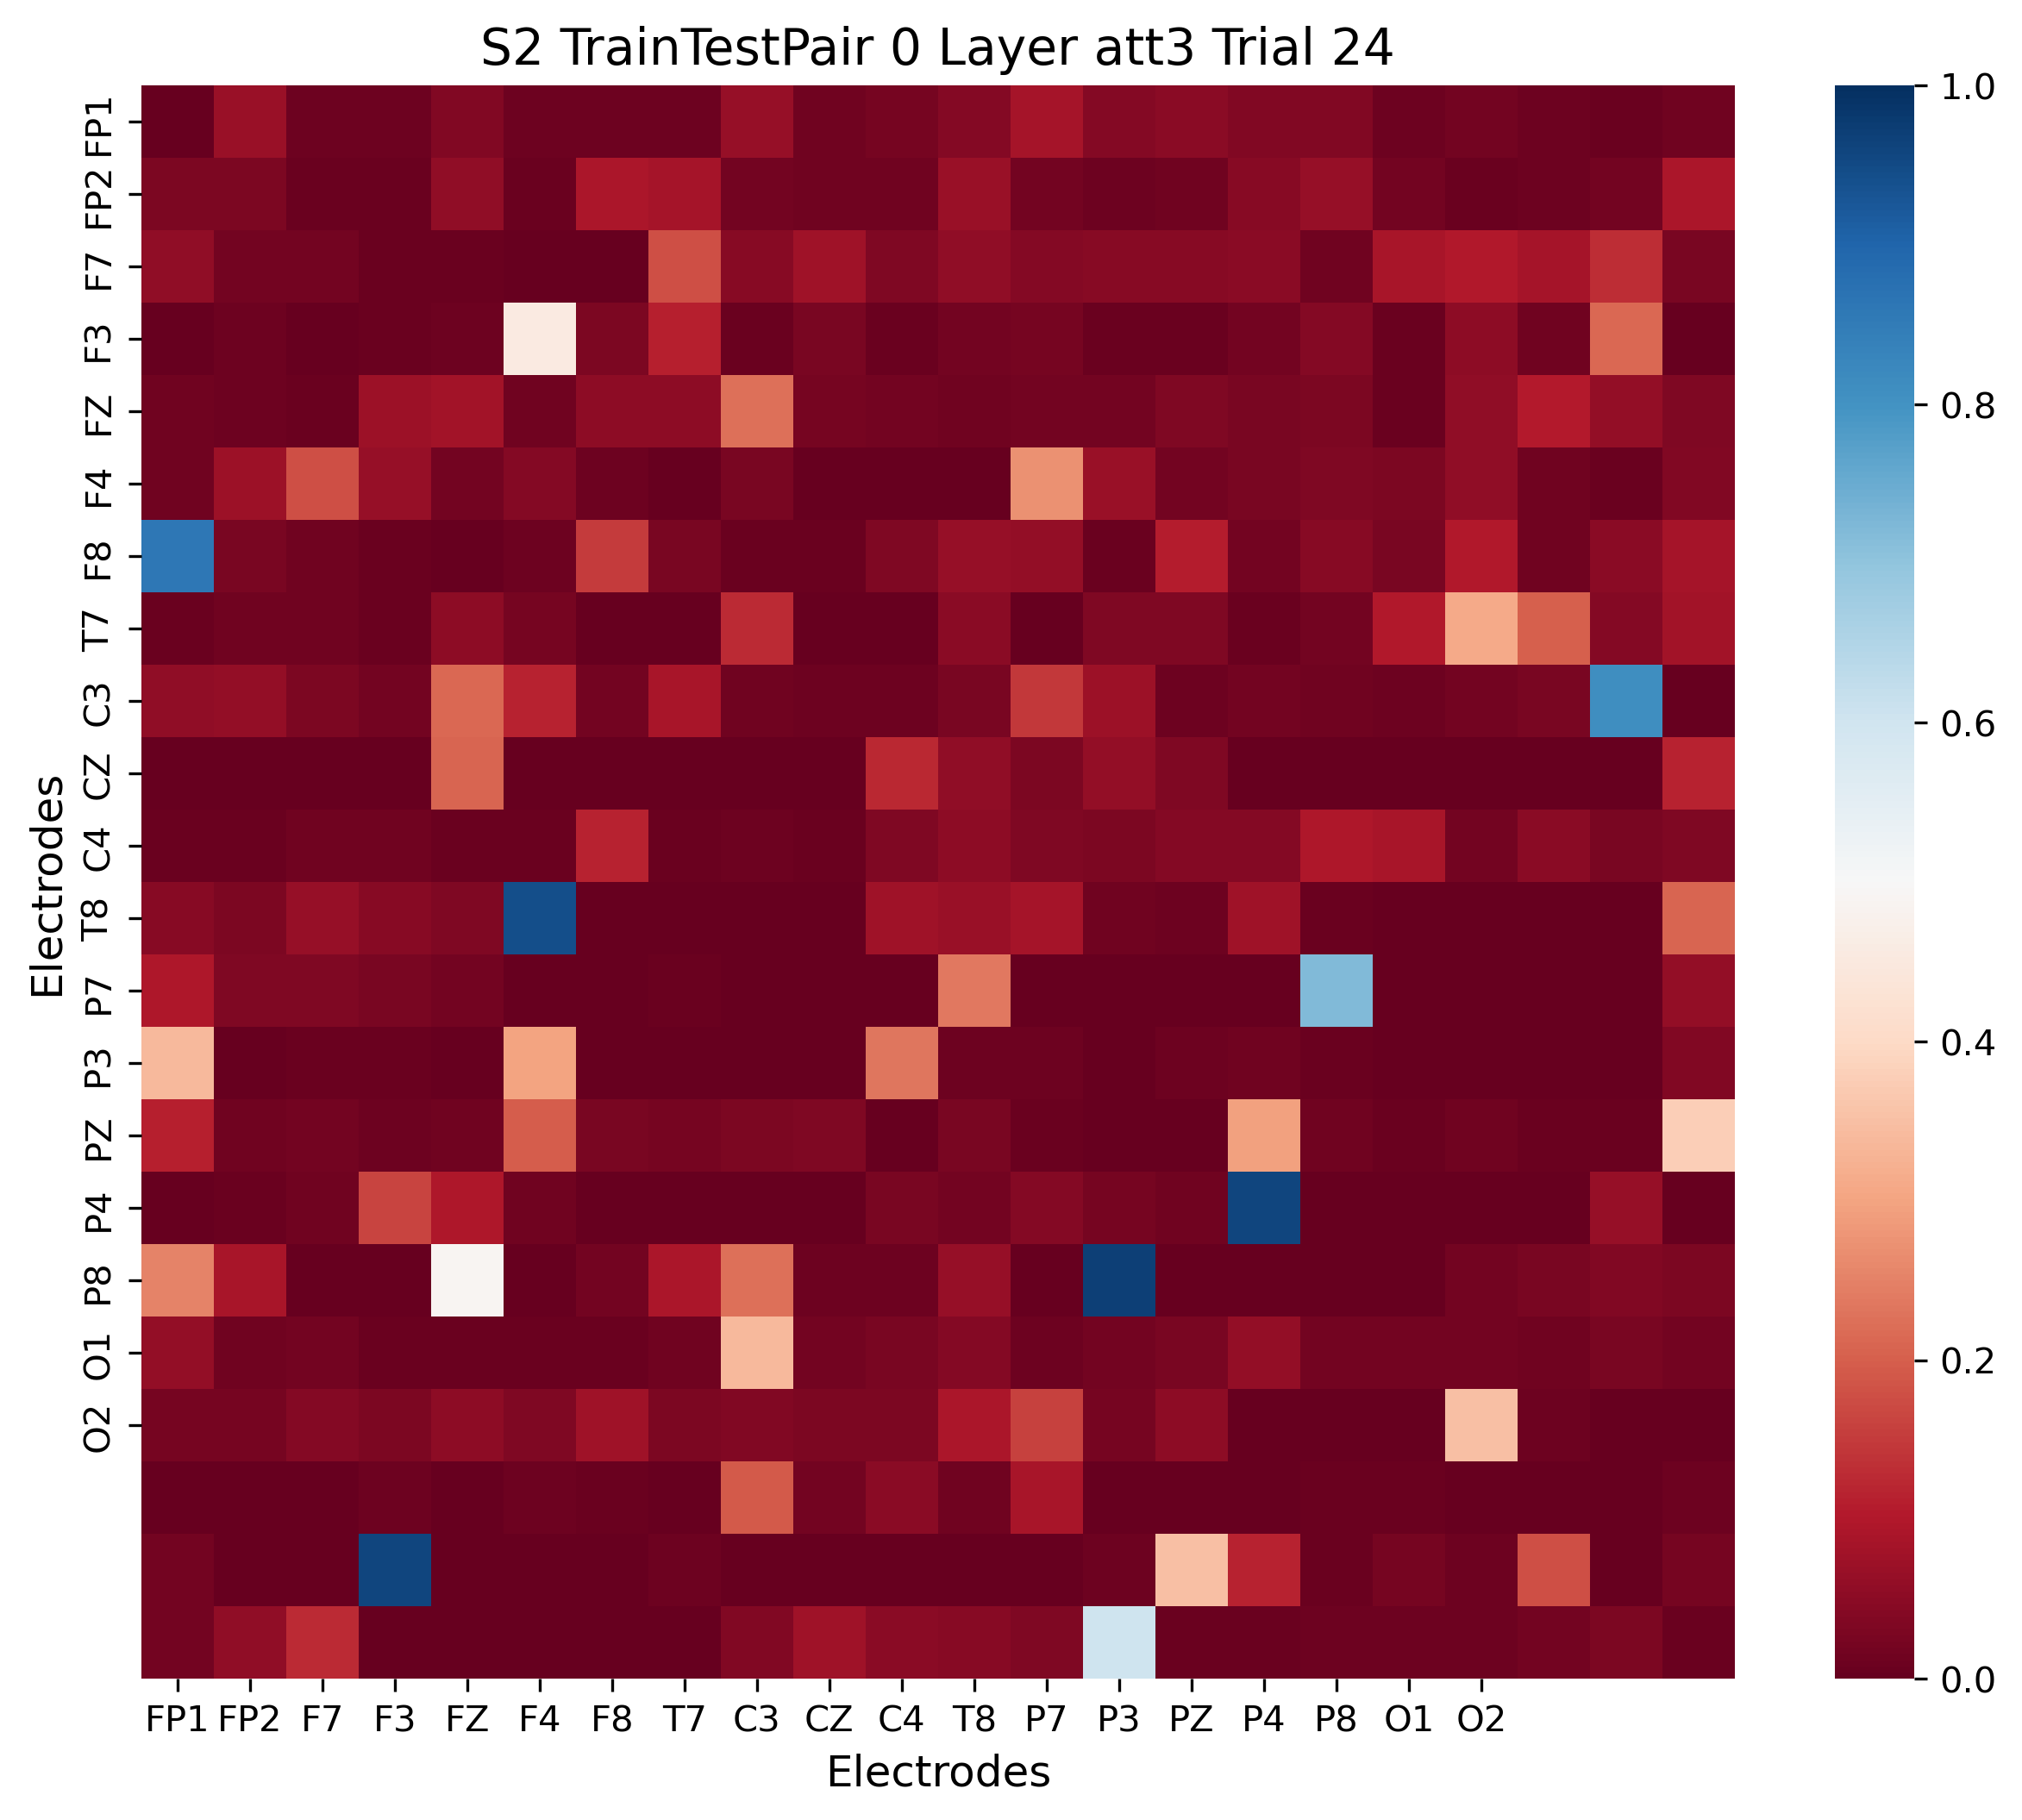 S2 TrainTestPair 0 Layer att3 Trial 24
Electrodes
FP1
FP2
F7
F3
FZ
F4
F8
T7
C3
CZ
C4
T8
P7
P3
PZ
P4
P8
O1
O2
FP1 FP2 F7 F3 FZ F4 F8 T7 C3 CZ C4 T8 P7 P3 PZ P4 P8 O1 O2
Electrodes
1.0
0.8
0.6
0.4
0.2
0.0